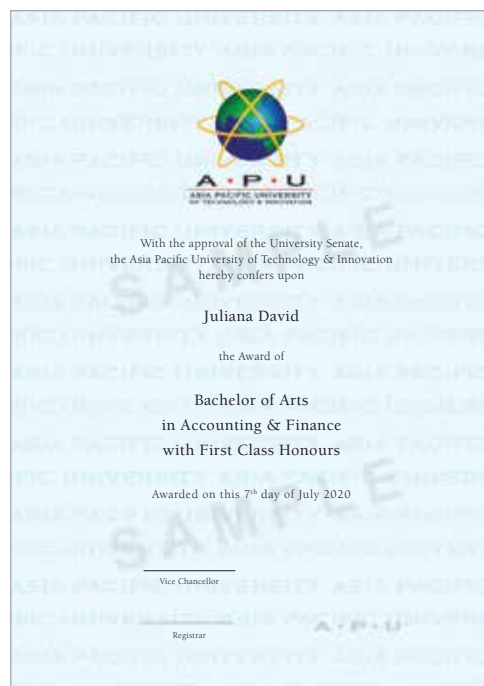 A · P · U
ASIA PACIFIC UNIVERSITY
OF TECHNOLOGY & INNOVATION
With the approval of the University Senate,
the Asia Pacific University of Technology & Innovation
hereby confers upon
SAMPLE
Juliana David
the Award of
Bachelor of Arts
in Accounting & Finance
with First Class Honours
Awarded on this 7th day of July 2020
SAMPLE
Vice Chancellor
Registrar
A · P · U